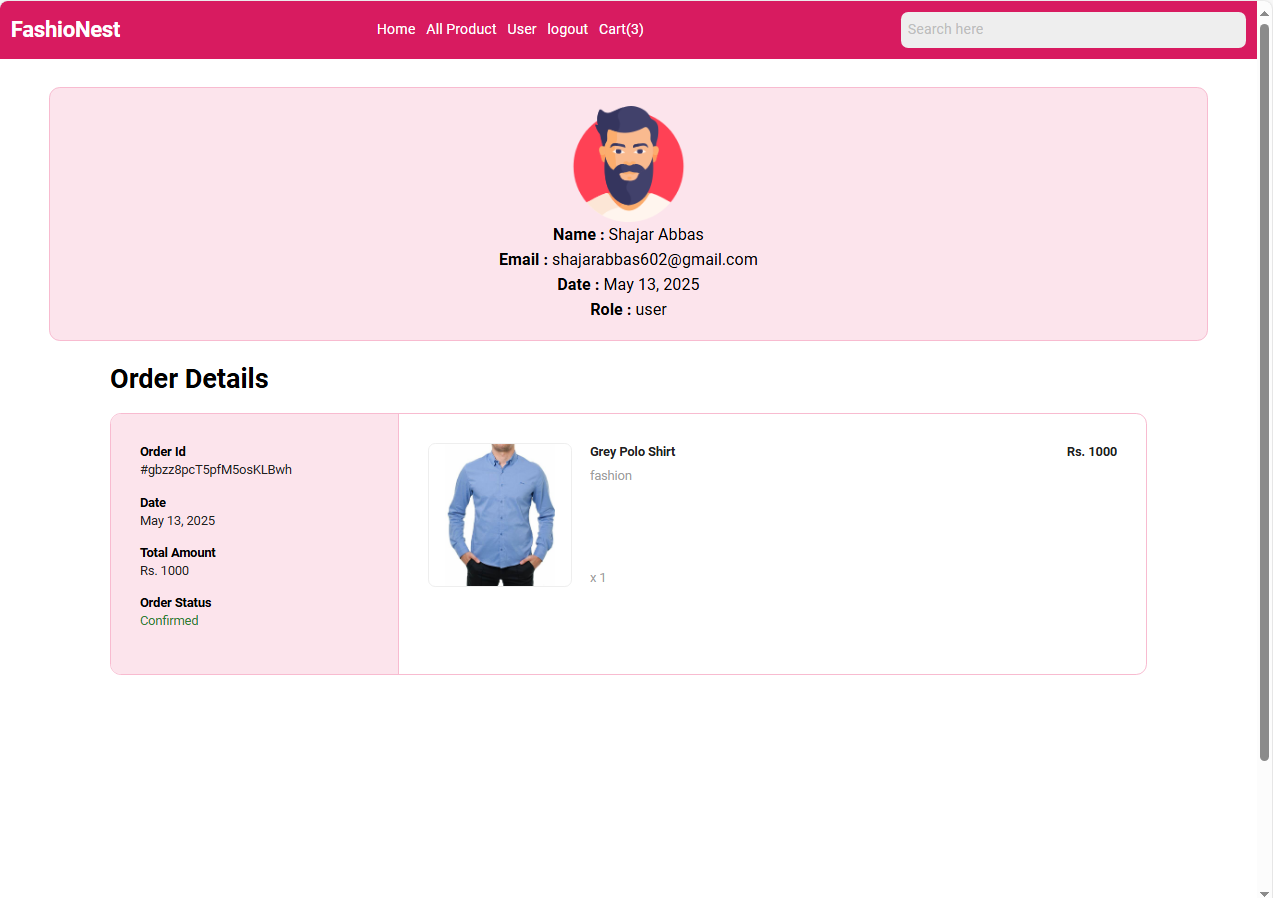 FashioNest
Home All Product User logout Cart(3)
Search here
Name : Shajar Abbas
Email : shajarabbas602@gmail.com
Date : May 13, 2025
Role : user
Order Details
Order Id
#gbzz8pcT5pfM5osKLBwh
Date
May 13, 2025
Total Amount
Rs. 1000
Order Status
Confirmed
Grey Polo Shirt
Rs. 1000
fashion
x 1